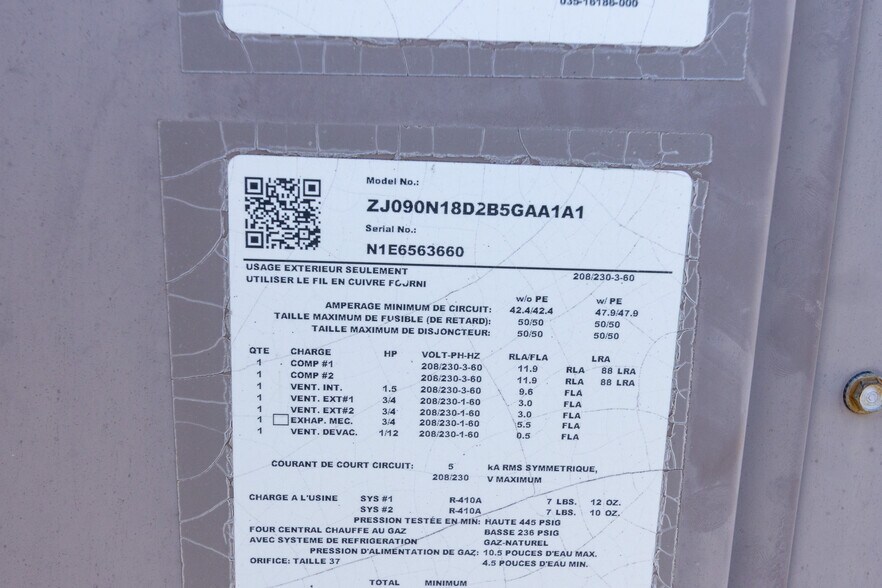 035-16186-000
Model No.:
ZJ090N18D2B5GAA1A1
Serial No.:
N1E6563660
USAGE EXTERIEUR SEULEMENT 208/230-3-60
UTILISER LE FIL EN CUIVRE FOURNI
w/o PE w/ PE
AMPERAGE MINIMUM DE CIRCUIT: 42.4/42.4 47.9/47.9
TAILLE MAXIMUM DE FUSIBLE (DE RETARD): 50/50 50/50
TAILLE MAXIMUM DE DISJONCTEUR: 50/50 50/50
QTE CHARGE HP VOLT-PH-HZ RLA/FLA LRA
1 COMP #1 208/230-3-60 11.9 RLA 88 LRA
1 COMP #2 208/230-3-60 11.9 RLA 88 LRA
1 VENT. INT. 1.5 208/230-3-60 9.6 FLA
1 VENT. EXT#1 3/4 208/230-1-60 3.0 FLA
1 VENT. EXT#2 3/4 208/230-1-60 3.0 FLA
1 EXHAP. MEC. 3/4 208/230-1-60 5.5 FLA
1 VENT. DEVAC. 1/12 208/230-1-60 0.5 FLA
COURANT DE COURT CIRCUIT: 5 kA RMS SYMMETRIQUE,
208/230 V MAXIMUM
CHARGE A L'USINE SYS #1 R-410A 7 LBS. 12 OZ.
SYS #2 R-410A 7 LBS. 10 OZ.
PRESSION TESTÉE EN MIN: HAUTE 445 PSIG
FOUR CENTRAL CHAUFFE AU GAZ BASSE 236 PSIG
AVEC SYSTEME DE REFRIGERATION GAZ-NATUREL
PRESSION D'ALIMENTATION DE GAZ: 10.5 POUCES D'EAU MAX.
ORIFICE: TAILLE 37 4.5 POUCES D'EAU MIN.
TOTAL MINIMUM